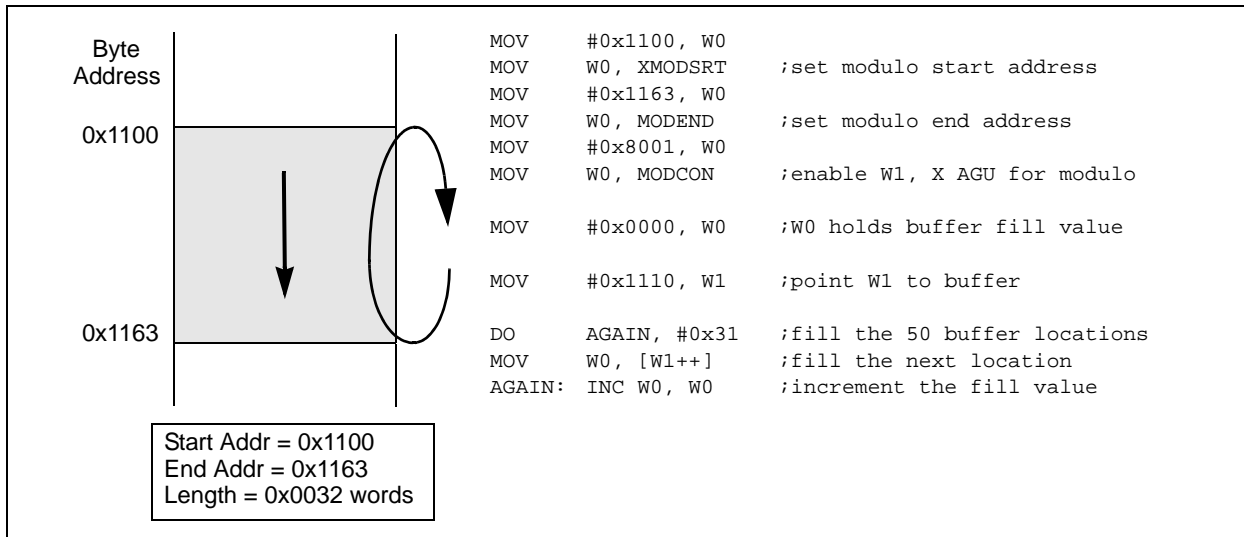 Byte
Address
0x1100
0x1163
Start Addr = 0x1100
End Addr = 0x1163
Length = 0x0032 words
MOV #0x1100, W0
MOV W0, XMODSRT ;set modulo start address
MOV #0x1163, W0
MOV W0, MODEND ;set modulo end address
MOV #0x8001, W0
MOV W0, MODCON ;enable W1, X AGU for modulo
MOV #0x0000, W0 ;W0 holds buffer fill value
MOV #0x1110, W1 ;point W1 to buffer
DO AGAIN, #0x31 ;fill the 50 buffer locations
MOV W0, [W1++] ;fill the next location
AGAIN: INC W0, W0 ;increment the fill value